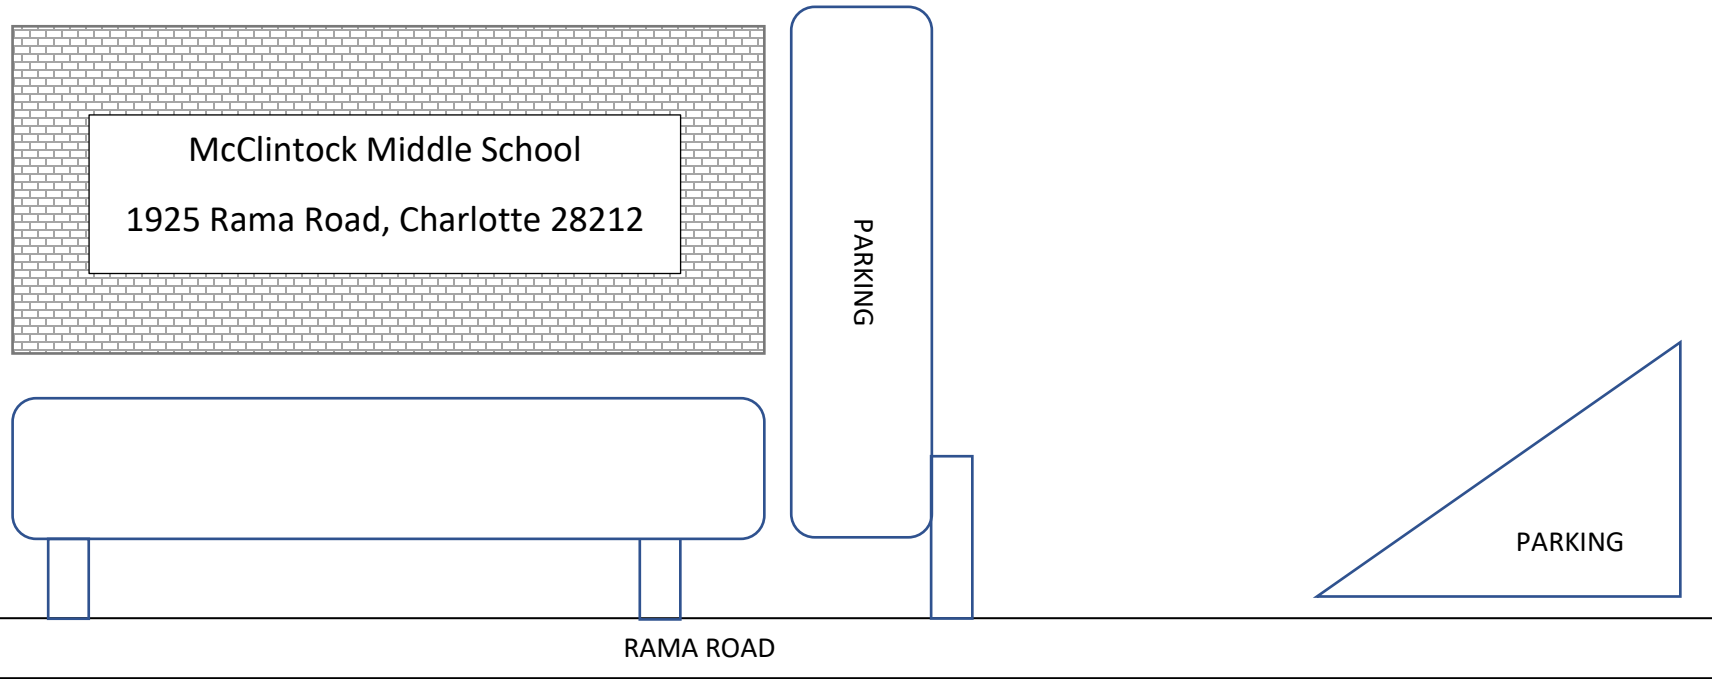 McClintock Middle School
1925 Rama Road, Charlotte 28212
PARKING
PARKING
RAMA ROAD